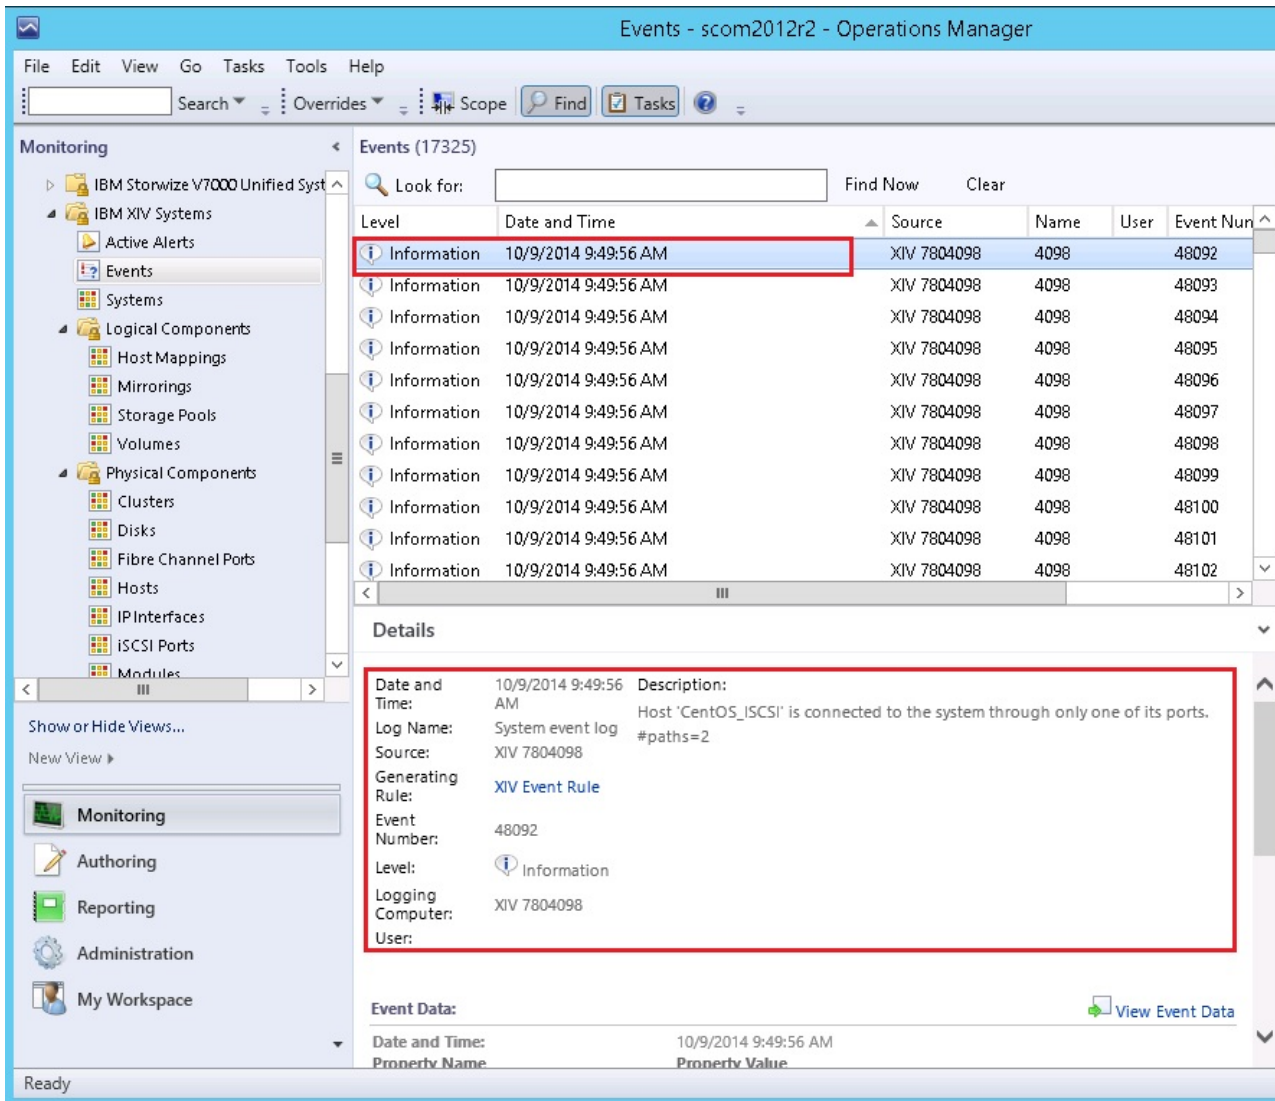 Events - scom2012r2 - Operations Manager
File Edit View Go Tasks Tools Help
Search Overrides Scope Find Tasks
Monitoring
IBM Storwize V7000 Unified Syst
IBM XIV Systems
Active Alerts
Events
Systems
Logical Components
Host Mappings
Mirrorings
Storage Pools
Volumes
Physical Components
Clusters
Disks
Fibre Channel Ports
Hosts
IP Interfaces
iSCSI Ports
Modules
Show or Hide Views...
New View
Monitoring
Authoring
Reporting
Administration
My Workspace
Events (17325)
Look for: Find Now Clear
Level Date and Time Source Name User Event Num
Information 10/9/2014 9:49:56 AM XIV 7804098 4098 48092
Information 10/9/2014 9:49:56 AM XIV 7804098 4098 48093
Information 10/9/2014 9:49:56 AM XIV 7804098 4098 48094
Information 10/9/2014 9:49:56 AM XIV 7804098 4098 48095
Information 10/9/2014 9:49:56 AM XIV 7804098 4098 48096
Information 10/9/2014 9:49:56 AM XIV 7804098 4098 48097
Information 10/9/2014 9:49:56 AM XIV 7804098 4098 48098
Information 10/9/2014 9:49:56 AM XIV 7804098 4098 48099
Information 10/9/2014 9:49:56 AM XIV 7804098 4098 48100
Information 10/9/2014 9:49:56 AM XIV 7804098 4098 48101
Information 10/9/2014 9:49:56 AM XIV 7804098 4098 48102
Details
Date and 10/9/2014 9:49:56
Time: AM
Log Name: System event log
Source: XIV 7804098
Generating
Rule: XIV Event Rule
Event
Number: 48092
Level: Information
Logging
Computer: XIV 7804098
User:
Description:
Host 'CentOS_ISCSI' is connected to the system through only one of its ports.
#paths=2
Event Data: View Event Data
Date and Time: 10/9/2014 9:49:56 AM
Property Name Property Value
Ready